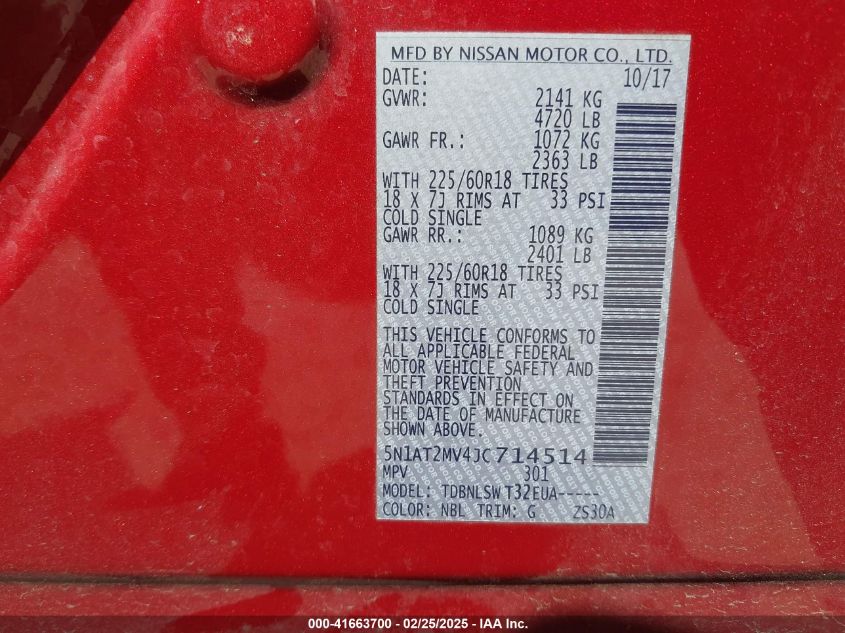 MFD BY NISSAN MOTOR CO., LTD.
DATE: 10/17
GVWR: 2141 KG
4720 LB
GAWR FR.: 1072 KG
2363 LB
WITH 225/60R18 TIRES
18 X 7J RIMS AT 33 PSI
COLD SINGLE
GAWR RR.: 1089 KG
2401 LB
WITH 225/60R18 TIRES
18 X 7J RIMS AT 33 PSI
COLD SINGLE
THIS VEHICLE CONFORMS TO
ALL APPLICABLE FEDERAL
MOTOR VEHICLE SAFETY AND
THEFT PREVENTION
STANDARDS IN EFFECT ON
THE DATE OF MANUFACTURE
SHOWN ABOVE.
5N1AT2MV4JC714514
MPV 301
MODEL: TDBNLSW T32EUA-----
COLOR: NBL TRIM: G ZS30A
000-41663700 - 02/25/2025 - IAA Inc.